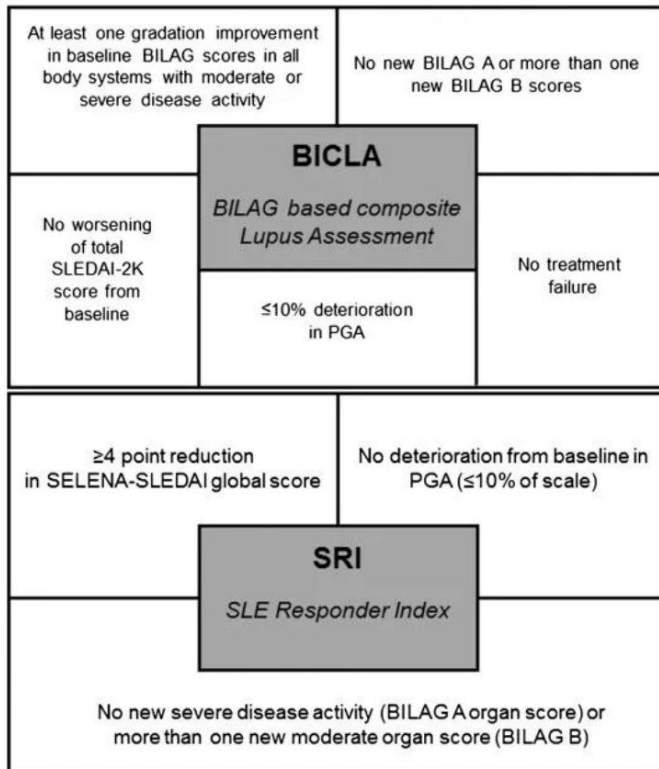 At least one gradation improvement
in baseline BILAG scores in all
body systems with moderate or
severe disease activity
No new BILAG A or more than one
new BILAG B scores
BICLA
BILAG based composite
Lupus Assessment
No worsening
of total
SLEDAI-2K
score from
baseline
No treatment
failure
≤10% deterioration
in PGA
≥4 point reduction
in SELENA-SLEDAI global score
No deterioration from baseline in
PGA (≤10% of scale)
SRI
SLE Responder Index
No new severe disease activity (BILAG A organ score) or
more than one new moderate organ score (BILAG B)